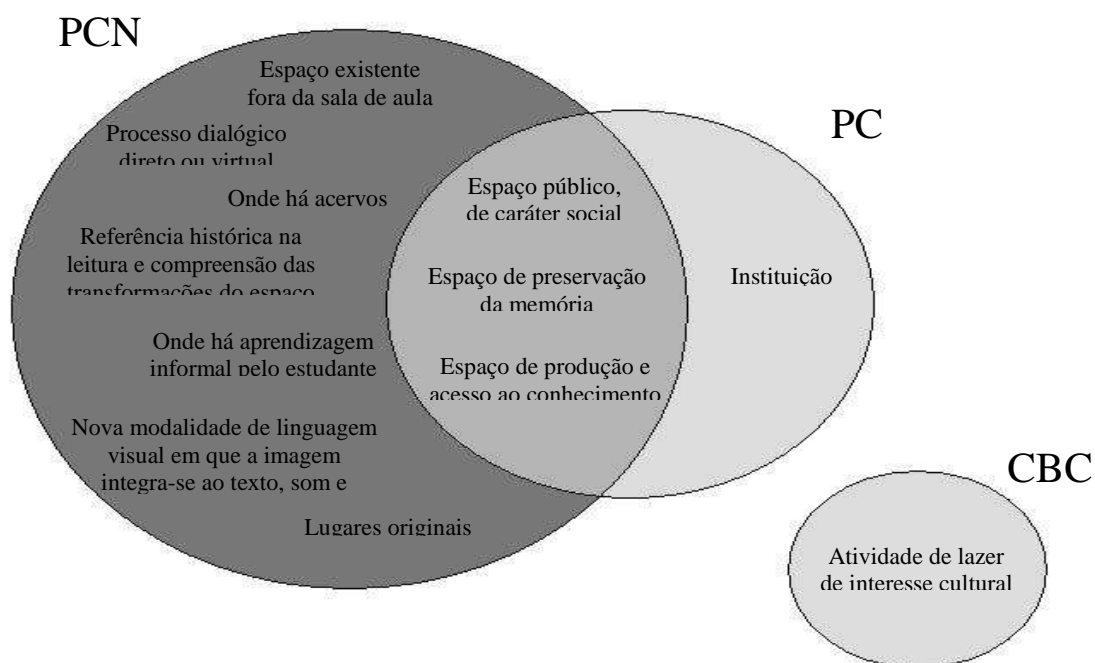 PCN
Espaço existente
fora da sala de aula
Processo dialógico
direto ou virtual
Onde há acervos
Referência histórica na
leitura e compreensão das
transformações do espaço
Onde há aprendizagem
informal pelo estudante
Nova modalidade de linguagem
visual em que a imagem
integra-se ao texto, som e
Lugares originais
Espaço público,
de caráter social
Espaço de preservação
da memória
Espaço de produção e
acesso ao conhecimento
PC
Instituição
CBC
Atividade de lazer
de interesse cultural